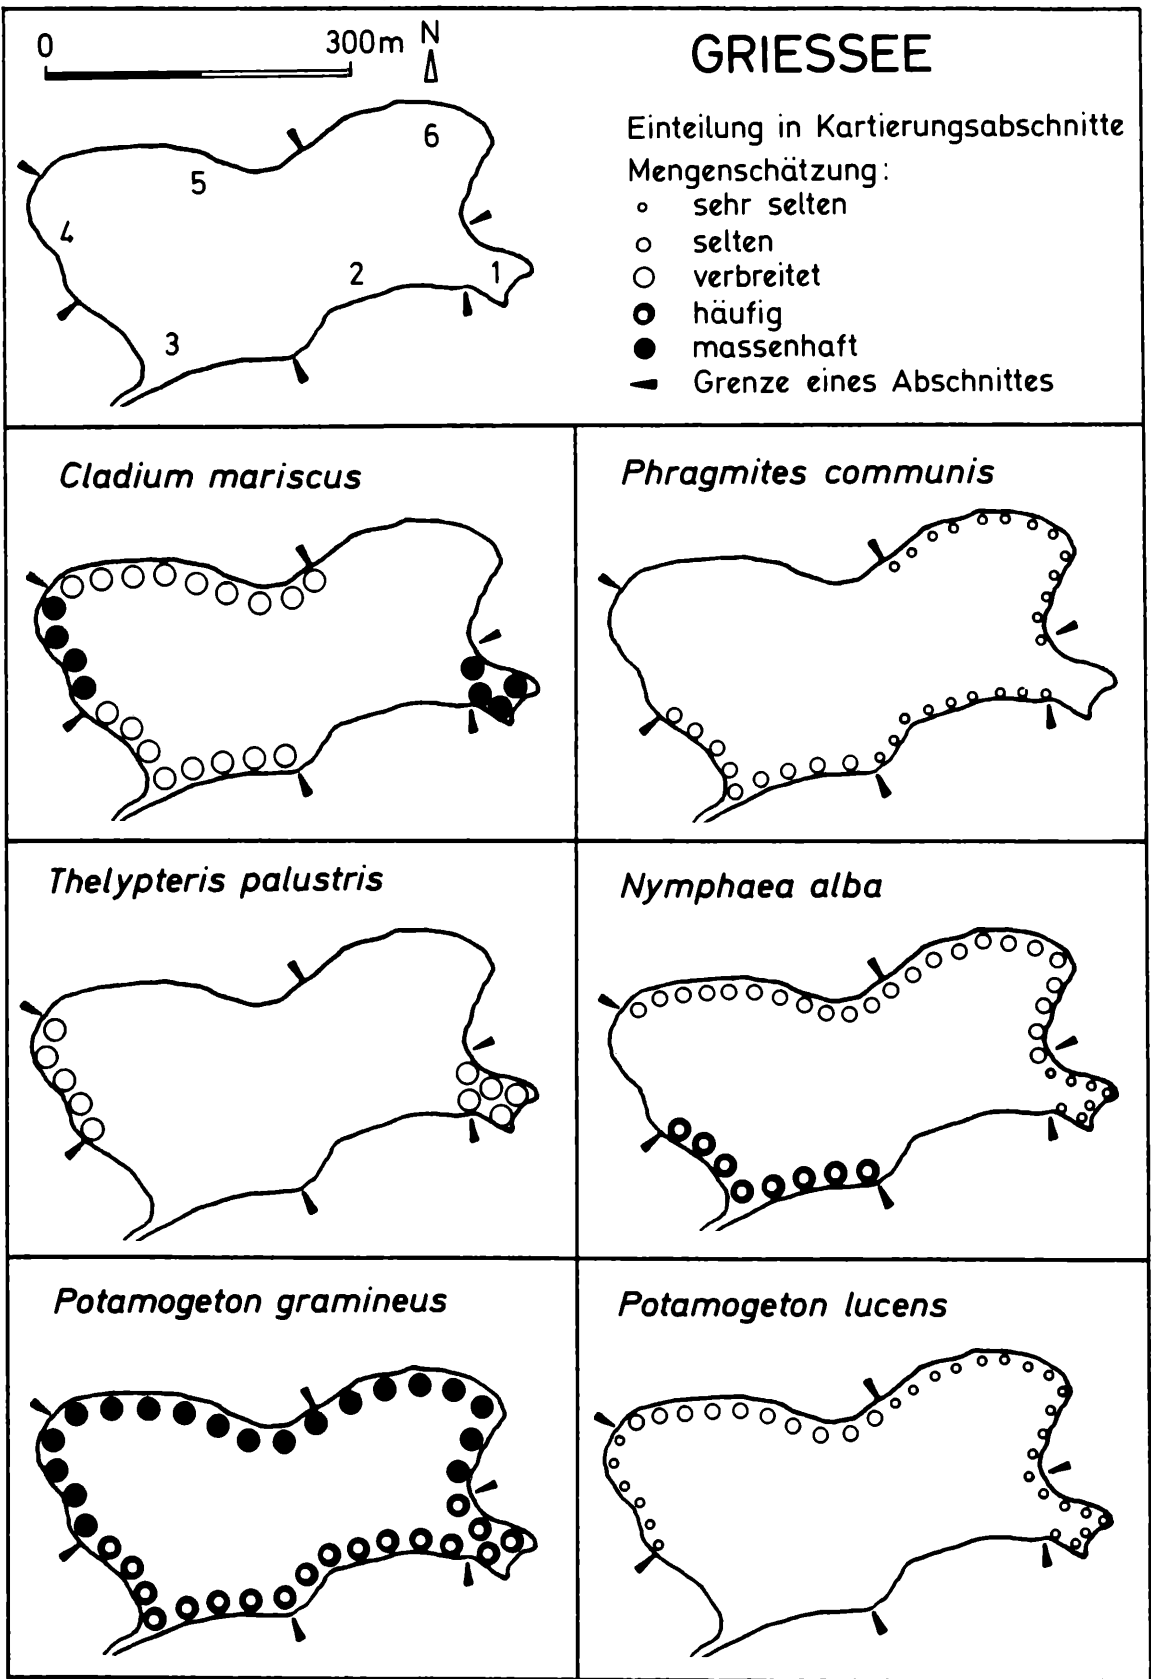 0 300m N
GRIESSEE
Einteilung in Kartierungsabschnitte
Mengenschätzung:
sehr selten
selten
verbreitet
häufig
massenhaft
Grenze eines Abschnittes
6
5
4
2
1
3
Cladium mariscus
Phragmites communis
Thelypteris palustris
Nymphaea alba
Potamogeton gramineus
Potamogeton lucens